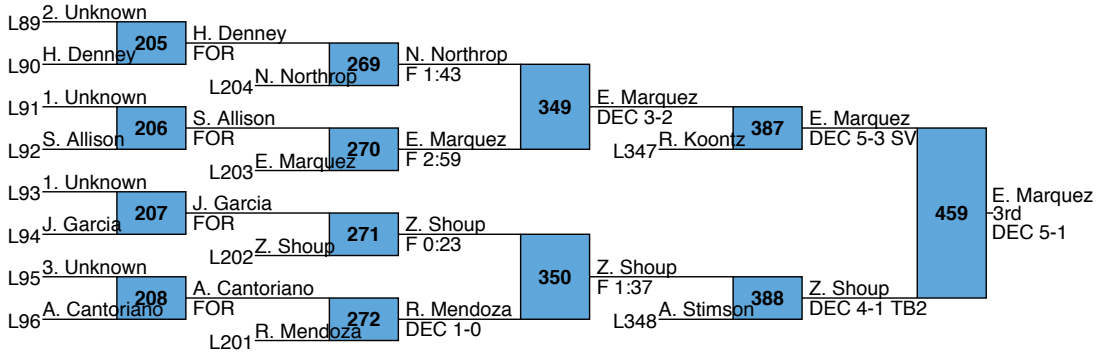 L89 2. Unknown
205
H. Denney
FOR
L90 H. Denney
269
N. Northrop
F 1:43
L204 N. Northrop
349
E. Marquez
DEC 3-2
L91 1. Unknown
206
S. Allison
FOR
L92 S. Allison
270
E. Marquez
F 2:59
L203 E. Marquez
387
E. Marquez
DEC 5-3 SV
L347 R. Koontz
459
E. Marquez
3rd
DEC 5-1
L93 1. Unknown
207
J. Garcia
FOR
L94 J. Garcia
271
Z. Shoup
F 0:23
L202 Z. Shoup
350
Z. Shoup
F 1:37
L95 3. Unknown
208
A. Cantoriano
FOR
L96 A. Cantoriano
272
R. Mendoza
DEC 1-0
L201 R. Mendoza
388
Z. Shoup
DEC 4-1 TB2
L348 A. Stimson